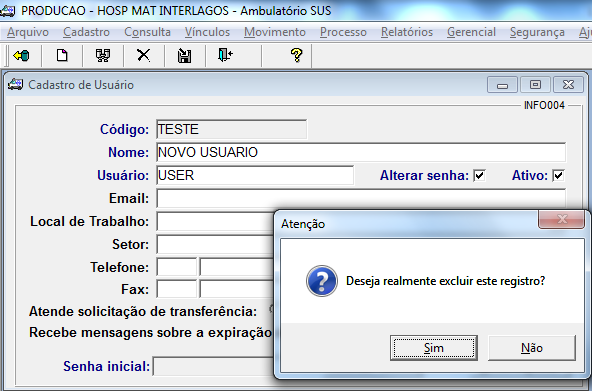 PRODUCAO - HOSP MAT INTERLAGOS - Ambulatório SUS
Arquivo Cadastro Consulta Vínculos Movimento Processo Relatórios Gerencial Segurança
Cadastro de Usuário
INFO004
Código: TESTE
Nome: NOVO USUARIO
Usuário: USER Alterar senha: Ativo:
Email:
Local de Trabalho:
Setor:
Telefone:
Fax:
Atende solicitação de transferência:
Recebe mensagens sobre a expiração
Senha inicial:
Atenção
Deseja realmente excluir este registro?
Sim Não